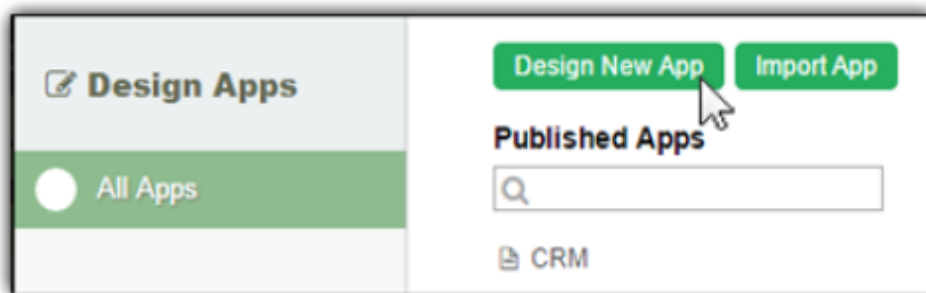 Design Apps
All Apps
Design New App
Import App
Published Apps
CRM